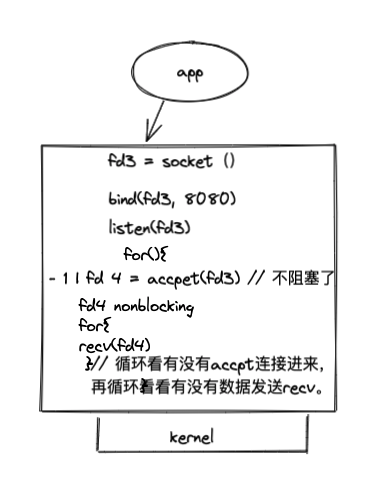 app
fd3 = socket ()
bind(fd3, 8080)
listen(fd3)
for(){
-1 | fd 4 = accpet(fd3) // 不阻塞了
fd4 nonblocking
for{
recv(fd4)
}// 循环看有没有accpt连接进来，
再循环看看有没有数据发送recv。
kernel